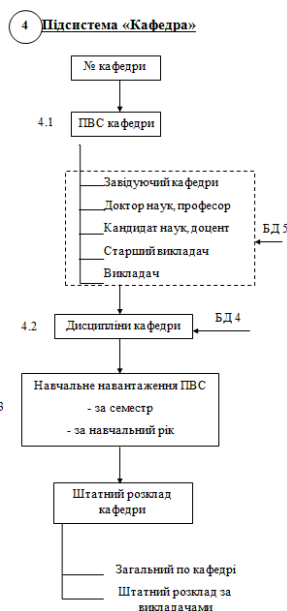 4 Підсистема «Кафедра»
№ кафедри
4.1 ПВС кафедри
Завідуючий кафедри
Доктор наук, професор
Кандидат наук, доцент
БД 5
Старший викладач
Викладач
БД 4
4.2 Дисципліни кафедри
Навчальне навантаження ПВС
3 - за семестр
- за навчальний рік
Штатний розклад
кафедри
Загальний по кафедрі
Штатний розклад за
викладачами